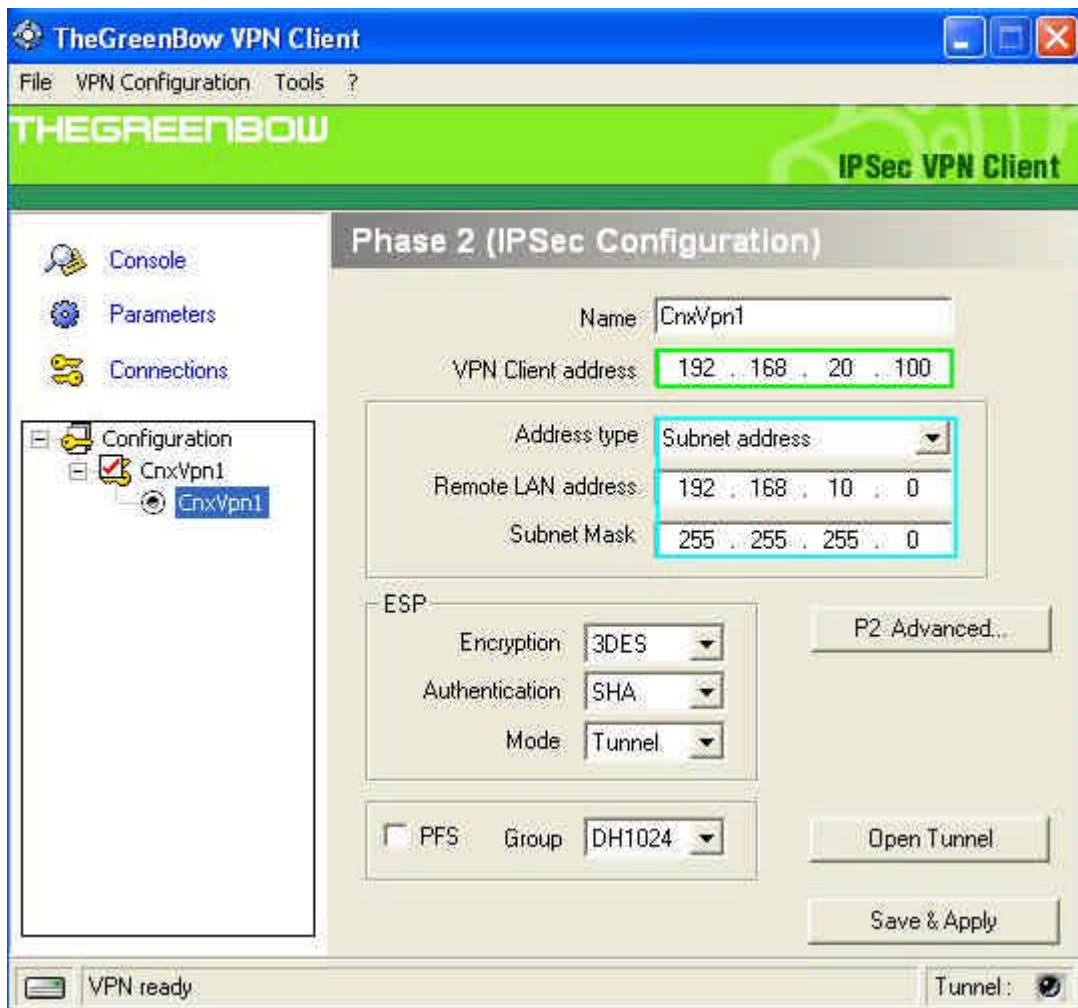 TheGreenBow VPN Client
File VPN Configuration Tools ?
THEGREENBOW
IPSec VPN Client
Console
Parameters
Connections
Configuration
CnxVpn1
CnxVpn1
Phase 2 (IPSec Configuration)
Name CnxVpn1
VPN Client address 192 . 168 . 20 . 100
Address type Subnet address
Remote LAN address 192 . 168 . 10 . 0
Subnet Mask 255 . 255 . 255 . 0
ESP
Encryption 3DES
Authentication SHA
Mode Tunnel
P2 Advanced...
PFS Group DH1024
Open Tunnel
Save & Apply
VPN ready Tunnel: